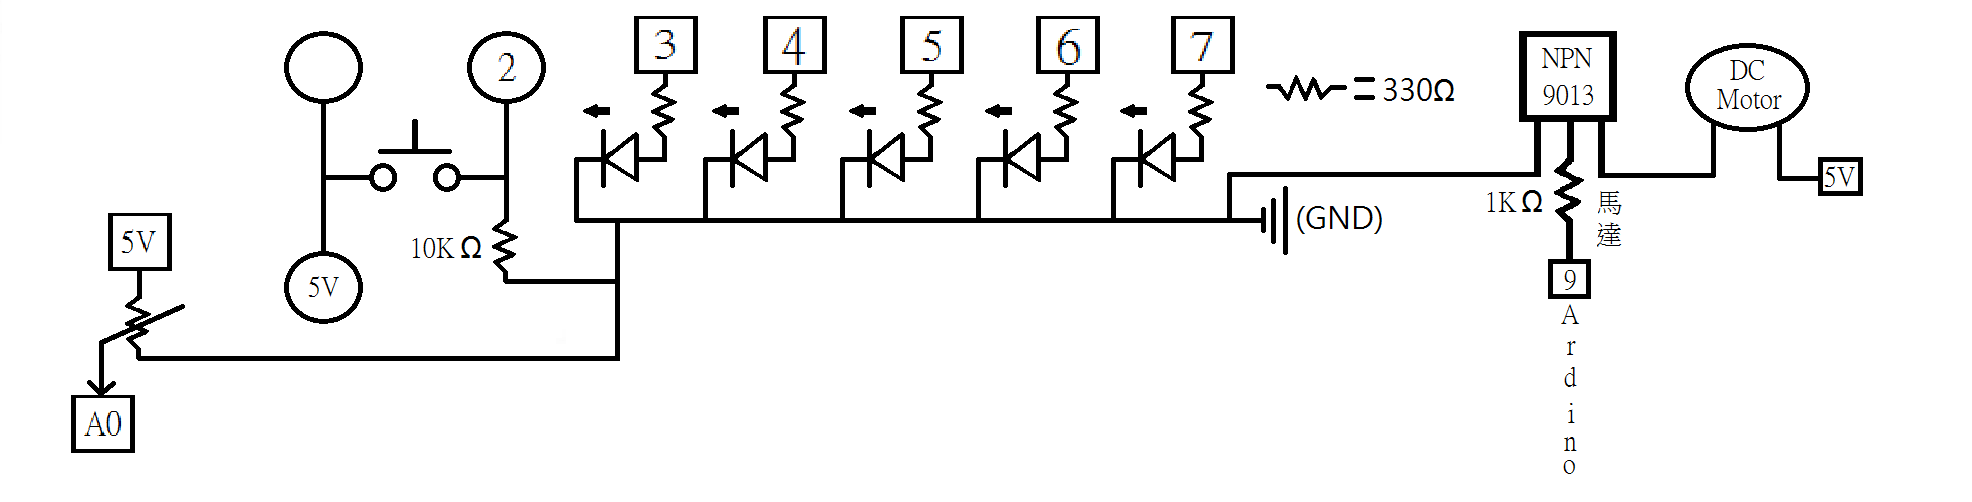 2
3
4
5
6
7
=330Ω
NPN
9013
DC
Motor
5V
5V
10K Ω
5V
(GND)
1K Ω
馬
達
9
A
r
d
i
n
o
A0